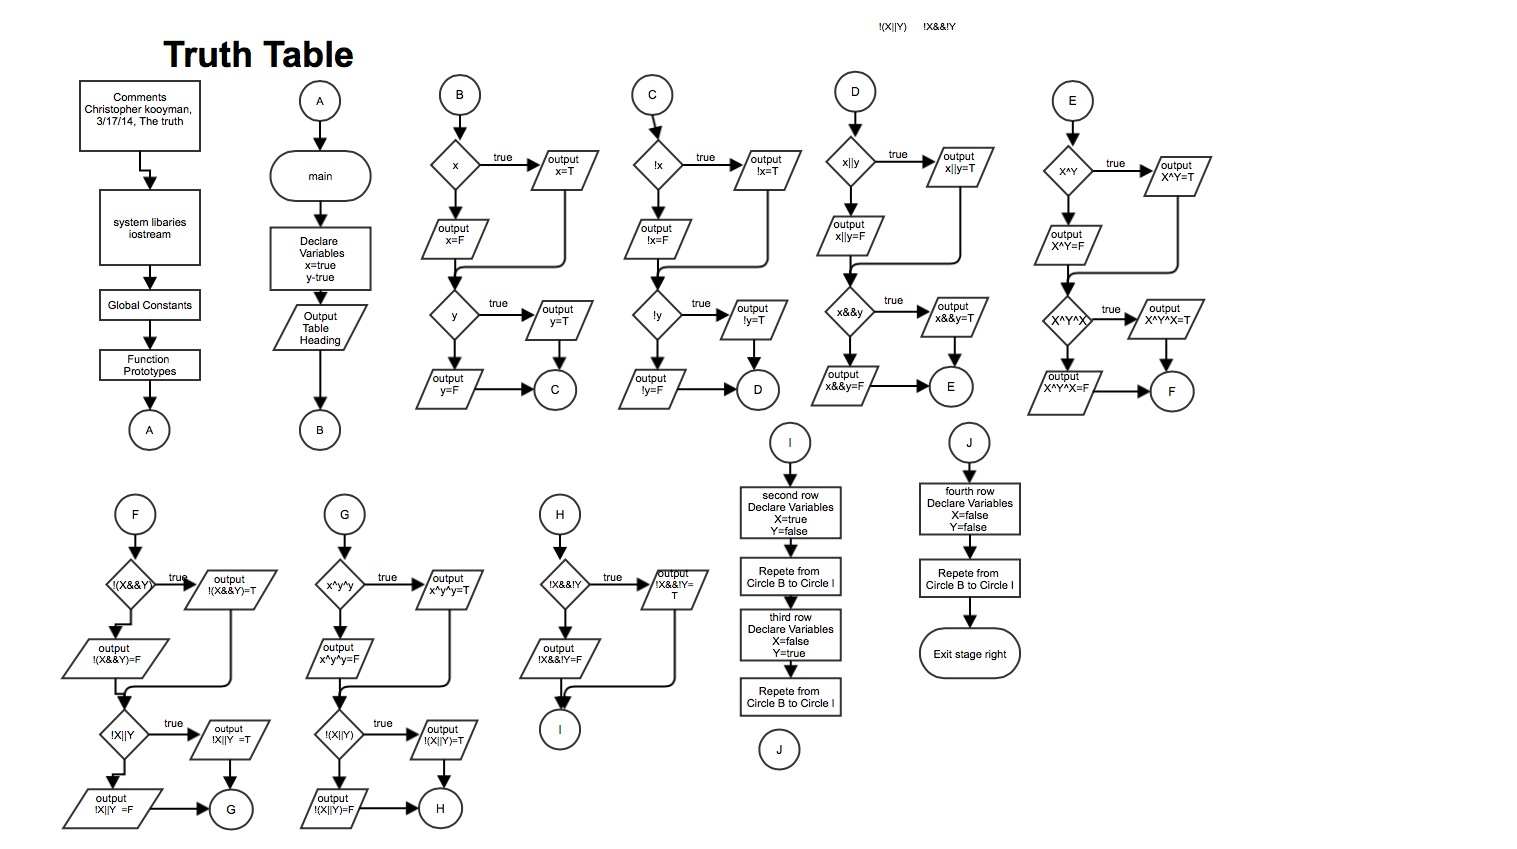 !(X||Y) !X&&!Y
Truth Table
Comments
Christopher kooyman,
3/17/14, The truth
system libaries
iostream
Global Constants
Function
Prototypes
A
A
main
Declare
Variables
x=true
y-true
Output
Table
Heading
B
B
x
true
output
x=T
output
x=F
y
true
output
y=T
output
y=F
C
C
!x
true
output
!x=T
output
!x=F
!y
true
output
!y=T
output
!y=F
D
D
x||y
true
output
x||y=T
output
x||y=F
x&&y
true
output
x&&y=T
output
x&&y=F
E
E
X^Y
true
output
X^Y=T
output
X^Y=F
X^Y^X
true
output
X^Y^X=T
output
X^Y^X=F
F
F
!(X&&Y)
true
output
!(X&&Y)=T
output
!(X&&Y)=F
!X||Y
true
output
!X||Y =T
output
!X||Y =F
G
G
x^y^y
true
output
x^y^y=T
output
x^y^y=F
!(X||Y)
true
output
!(X||Y)=T
output
!(X||Y)=F
H
H
!X&&!Y
true
output
!X&&!Y=
T
output
!X&&!Y=F
I
I
second row
Declare Variables
X=true
Y=false
Repete from
Circle B to Circle I
third row
Declare Variables
X=false
Y=true
Repete from
Circle B to Circle I
J
J
fourth row
Declare Variables
X=false
Y=false
Repete from
Circle B to Circle I
Exit stage right